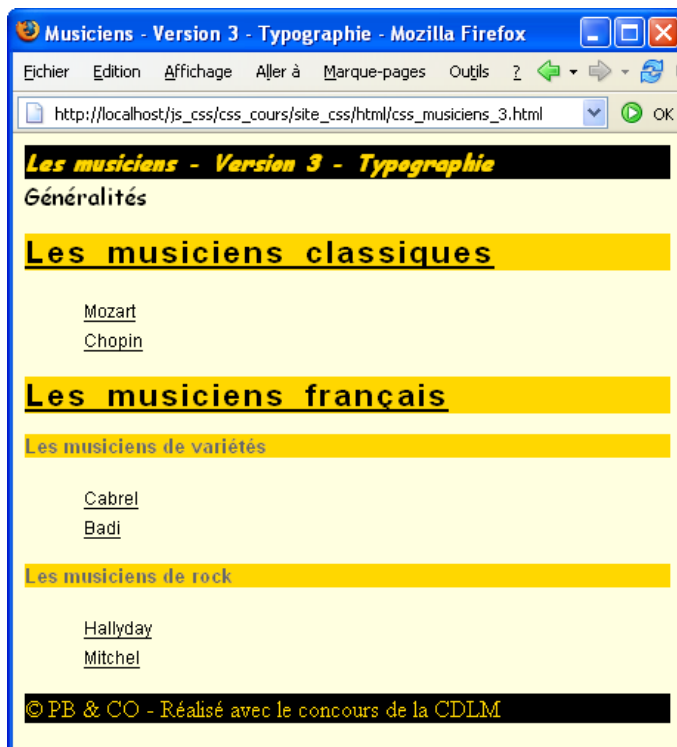 Musiciens - Version 3 - Typographie - Mozilla Firefox
Fichier Edition Affichage Aller à Marque-pages Outils ?
http://localhost/js_css/css_cours/site_css/html/css_musiciens_3.html OK
Les musiciens - Version 3 - Typographie
Généralités
Les musiciens classiques
Mozart
Chopin
Les musiciens français
Les musiciens de variétés
Cabrel
Badi
Les musiciens de rock
Hallyday
Mitchel
© PB & CO - Réalisé avec le concours de la CDLM